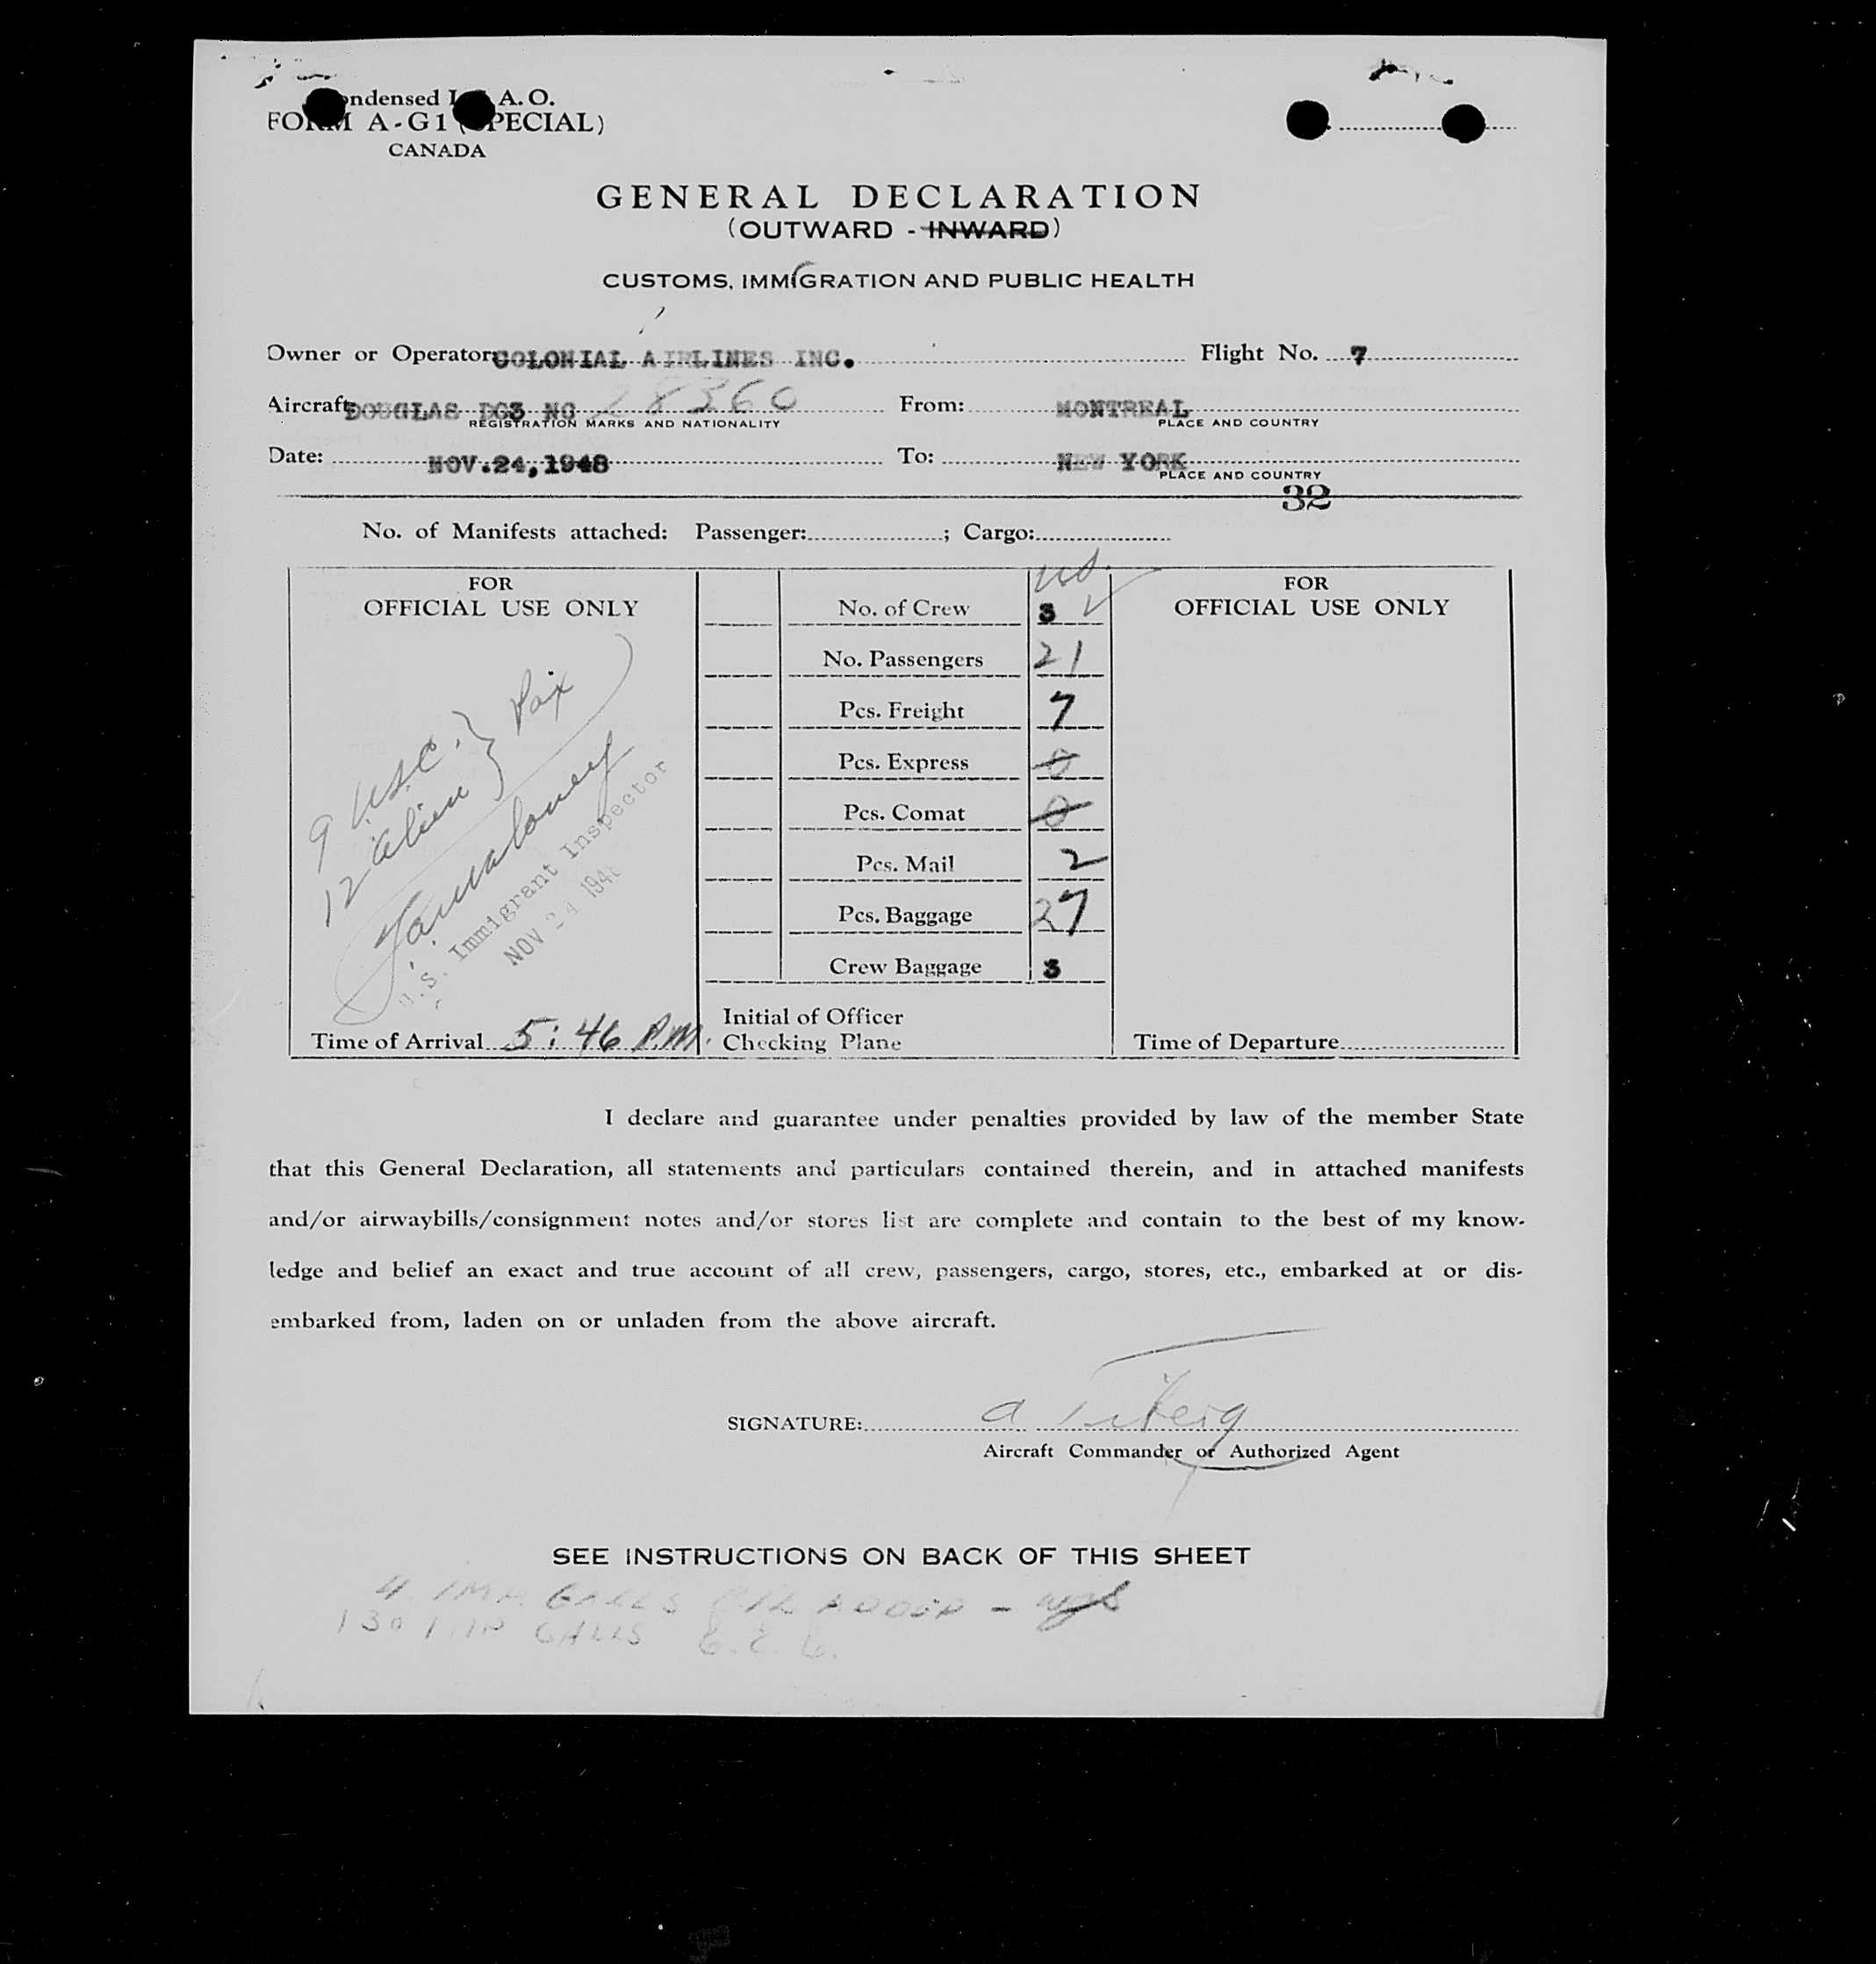 ondensed I A. O.
FORM A-G1 (SPECIAL)
CANADA
GENERAL DECLARATION
(OUTWARD - INWARD)
CUSTOMS, IMMIGRATION AND PUBLIC HEALTH
Owner or Operator: COLONIAL AIRLINES INC. Flight No. 7
Aircraft: DOUGLAS DC3 NC 28360 From: MONTREAL
REGISTRATION MARKS AND NATIONALITY PLACE AND COUNTRY
Date: NOV.24,1948 To: NEW YORK
PLACE AND COUNTRY
32
No. of Manifests attached: Passenger: ; Cargo:
U.S.
FOR
OFFICIAL USE ONLY
No. of Crew 3 ✓
No. Passengers 21
Pcs. Freight 7
Pcs. Express 0
Pcs. Comat 0
Pcs. Mail 2
Pcs. Baggage 27
Crew Baggage 3
FOR
OFFICIAL USE ONLY
9 USC
12 alien } Pax
U.S. Immigrant Inspector
NOV 24 194
Time of Arrival 5:46 P.M.
Initial of Officer
Checking Plane
Time of Departure
I declare and guarantee under penalties provided by law of the member State
that this General Declaration, all statements and particulars contained therein, and in attached manifests
and/or airwaybills/consignment notes and/or stores list are complete and contain to the best of my know-
ledge and belief an exact and true account of all crew, passengers, cargo, stores, etc., embarked at or dis-
embarked from, laden on or unladen from the above aircraft.
SIGNATURE: a
Aircraft Commander or Authorized Agent
SEE INSTRUCTIONS ON BACK OF THIS SHEET
GALLS
GALLS